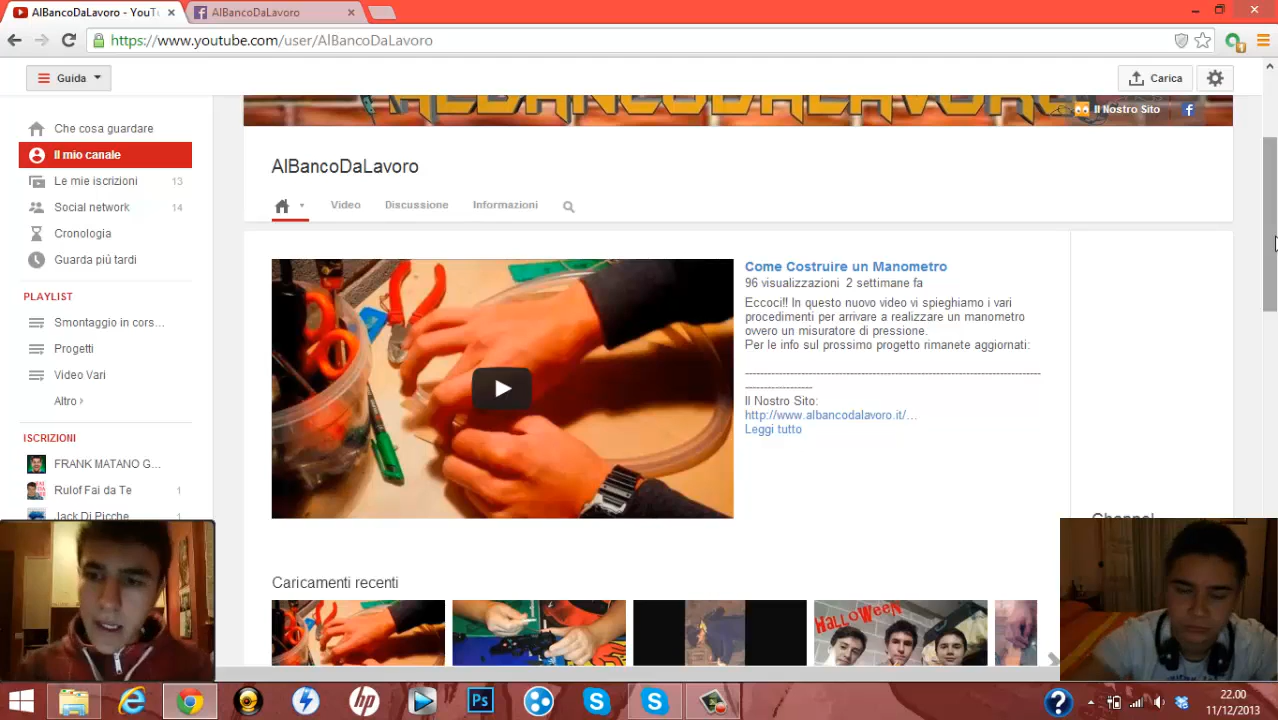 AlBancoDaLavoro - YouTu
AlBancoDaLavoro
https://www.youtube.com/user/AlBancoDaLavoro
Guida
Carica
ALBANCODALAVORO
Il Nostro Sito
Che cosa guardare
Il mio canale
Le mie iscrizioni 13
Social network 14
Cronologia
Guarda più tardi
PLAYLIST
Smontaggio in cors...
Progetti
Video Vari
Altro ›
ISCRIZIONI
FRANK MATANO G...
Rulof Fai da Te 1
Jack Di Picche 1
AlBancoDaLavoro
Video Discussione Informazioni
Come Costruire un Manometro
96 visualizzazioni 2 settimane fa
Eccoci!! In questo nuovo video vi spieghiamo i vari
procedimenti per arrivare a realizzare un manometro
ovvero un misuratore di pressione.
Per le info sul prossimo progetto rimanete aggiornati:
--------------------------------------------------------------------------
-----------------
Il Nostro Sito:
http://www.albancodalavoro.it/...
Leggi tutto
Channel
Caricamenti recenti
HALLOWEEN
hp
Ps
22.00
11/12/2013